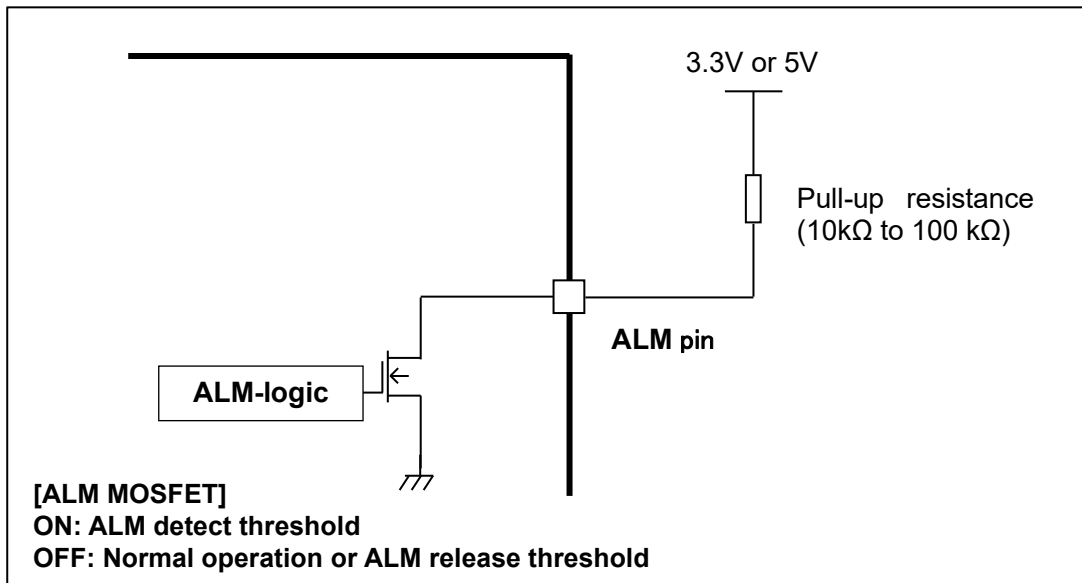 3.3V or 5V
Pull-up resistance
(10kΩ to 100 kΩ)
ALM pin
ALM-logic
[ALM MOSFET]
ON: ALM detect threshold
OFF: Normal operation or ALM release threshold